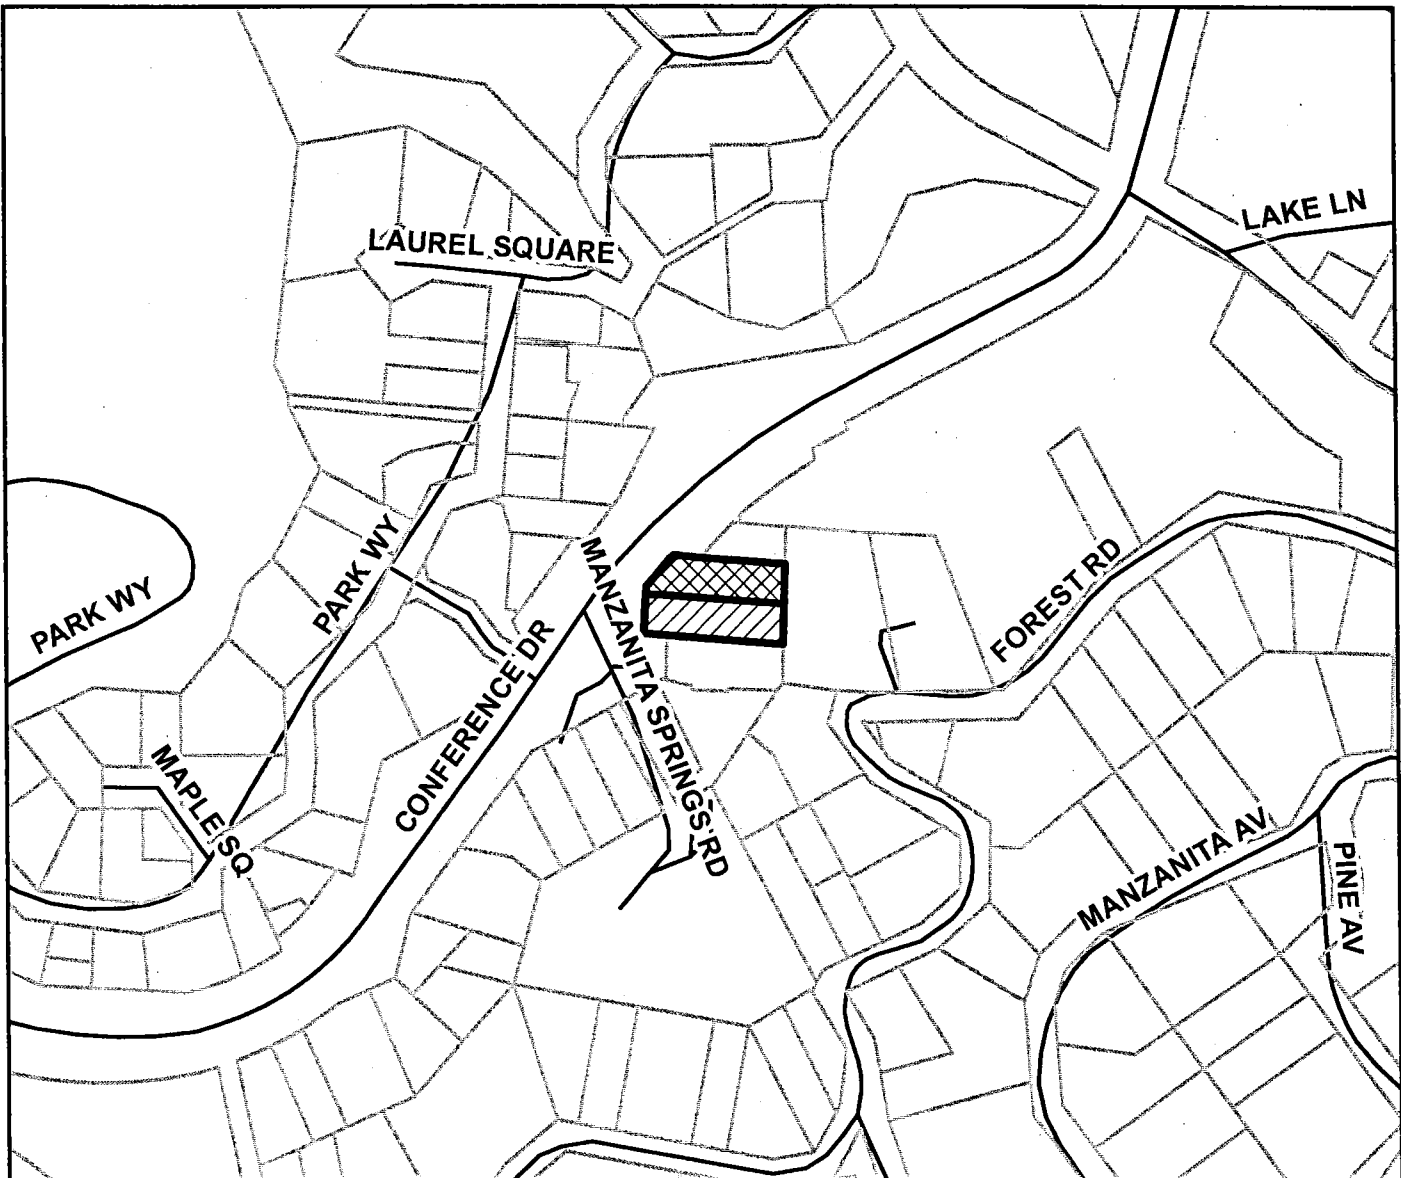 LAKE LN
LAUREL SQUARE
PARK WY
PARK WY
MANZANITA SPRINGS RD
FOREST RD
CONFERENCE DR
MAPLE SQ
MANZANITA AV
PINE AV